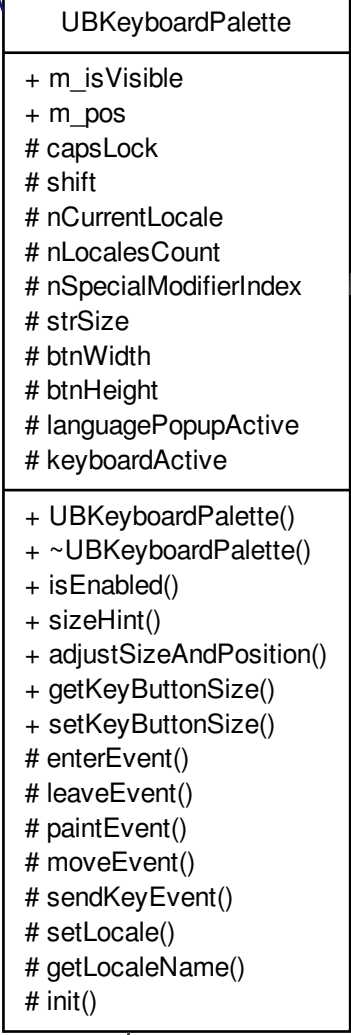 UBKeyboardPalette
+ m_isVisible
+ m_pos
# capsLock
# shift
# nCurrentLocale
# nLocalesCount
# nSpecialModifierIndex
# strSize
# btnWidth
# btnHeight
# languagePopupActive
# keyboardActive
+ UBKeyboardPalette()
+ ~UBKeyboardPalette()
+ isEnabled()
+ sizeHint()
+ adjustSizeAndPosition()
+ getKeyButtonSize()
+ setKeyButtonSize()
# enterEvent()
# leaveEvent()
# paintEvent()
# moveEvent()
# sendKeyEvent()
# setLocale()
# getLocaleName()
# init()